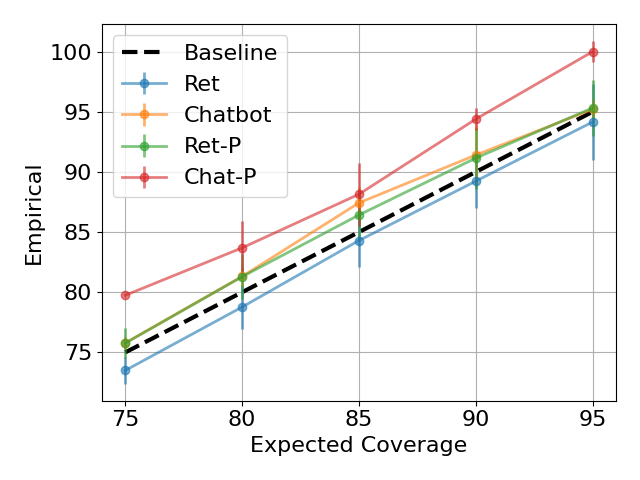 100
95
90
85
80
75
Empirical
Baseline
Ret
Chatbot
Ret-P
Chat-P
75 80 85 90 95
Expected Coverage